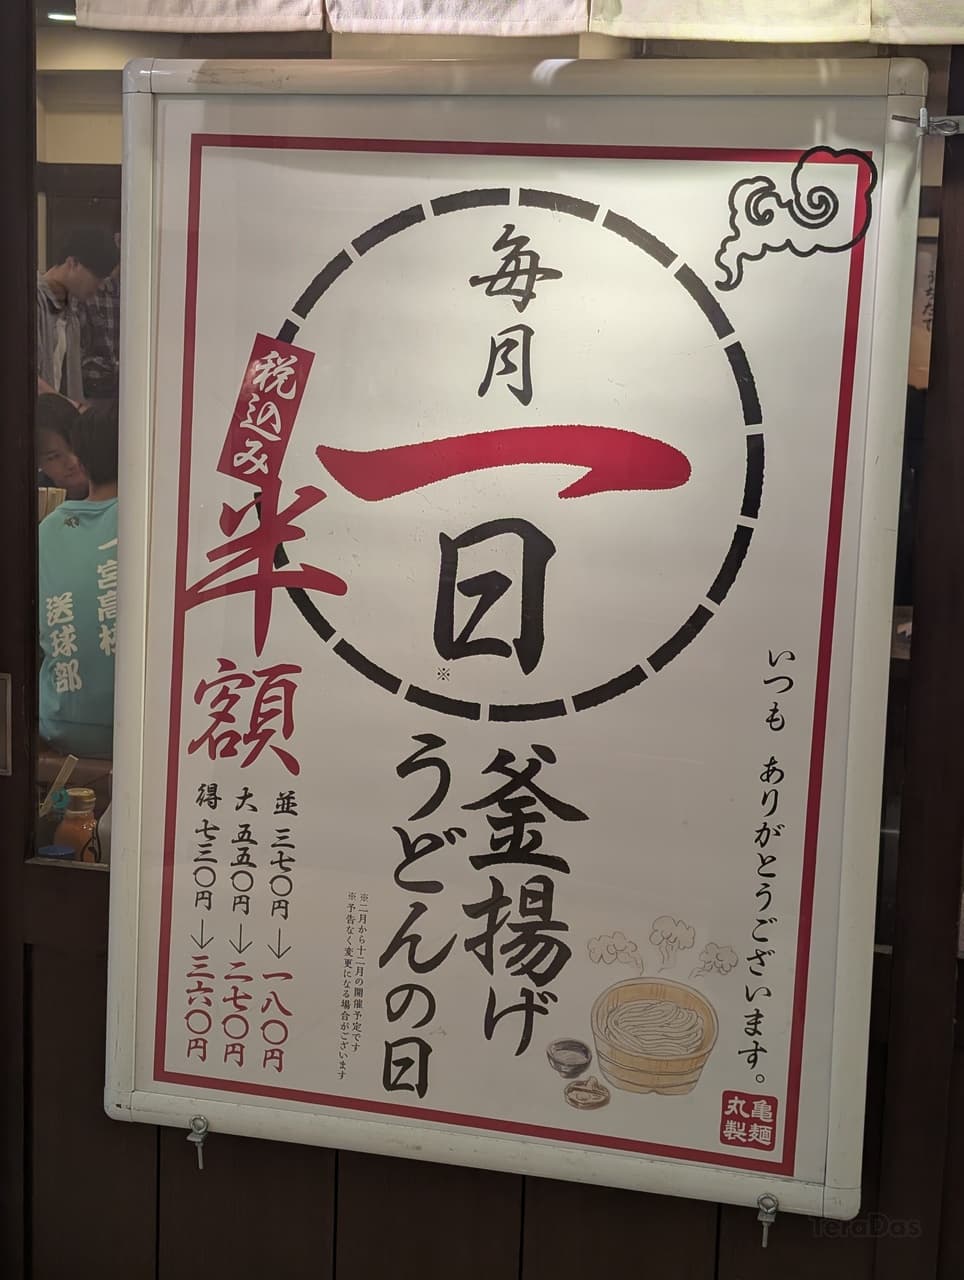 毎月
一日
※
釜揚げ
うどんの日
税込み
半額
並 三七〇円→一八〇円
大 五五〇円→二七〇円
得 七三〇円→三六〇円
※二月から十二月の開催予定です
※予告なく変更になる場合がございます
いつも ありがとうございます。
丸亀
製麺
一宮高校
送球部
うちたて
TeraDas